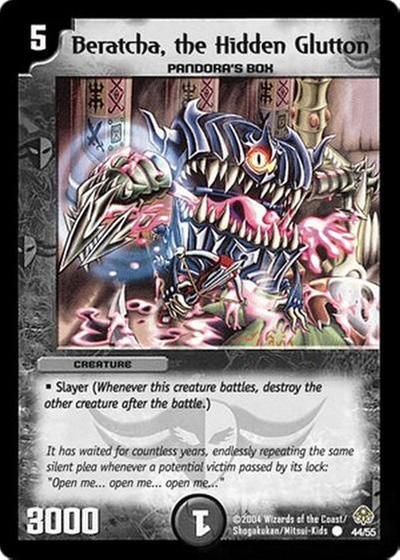 5
Beratcha, the Hidden Glutton
PANDORA'S BOX
CREATURE
▪ Slayer (Whenever this creature battles, destroy the
other creature after the battle.)
It has waited for countless years, endlessly repeating the same
silent plea whenever a potential victim passed by its lock:
"Open me... open me... open me..."
3000
1
©2004 Wizards of the Coast/
Shogakukan/Mitsui-Kids
44/55